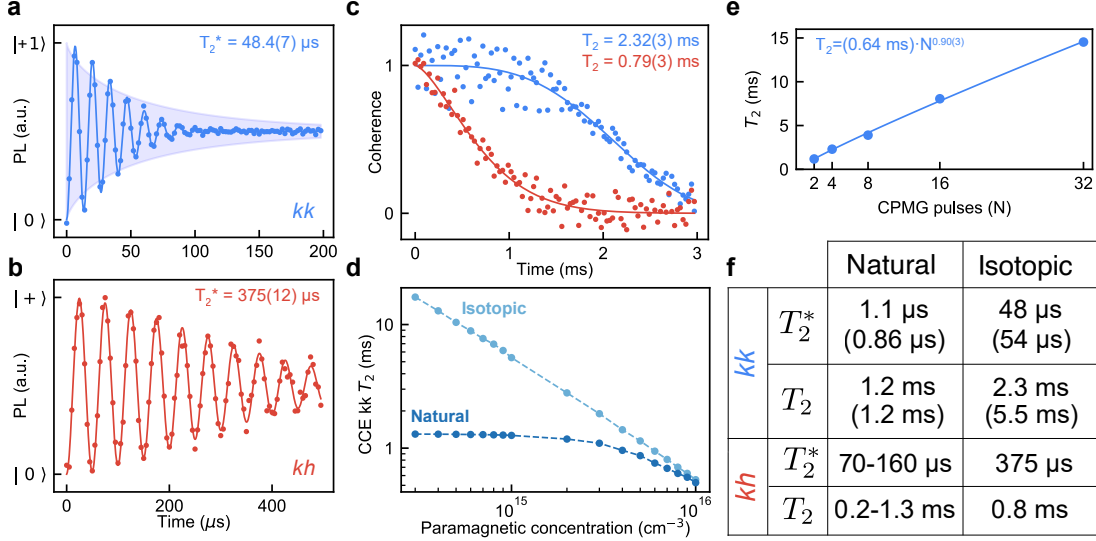 a
|+1⟩
T₂* = 48.4(7) μs
PL (a.u.)
|0⟩
kk
0 50 100 150 200
b
|+⟩
T₂* = 375(12) μs
PL (a.u.)
|0⟩
kh
0 200 400
Time (μs)
c
T₂ = 2.32(3) ms
T₂ = 0.79(3) ms
1
Coherence
0
0 1 2 3
Time (ms)
d
Isotopic
10
CCE kk T₂ (ms)
Natural
1
10¹⁵ 10¹⁶
Paramagnetic concentration (cm⁻³)
e
T₂=(0.64 ms)·N⁰·⁹⁰⁽³⁾
15
10
T₂ (ms)
5
0
2 4 8 16 32
CPMG pulses (N)
f
Natural Isotopic
kk
T₂* 1.1 μs 48 μs
(0.86 μs) (54 μs)
T₂ 1.2 ms 2.3 ms
(1.2 ms) (5.5 ms)
kh
T₂* 70-160 μs 375 μs
T₂ 0.2-1.3 ms 0.8 ms